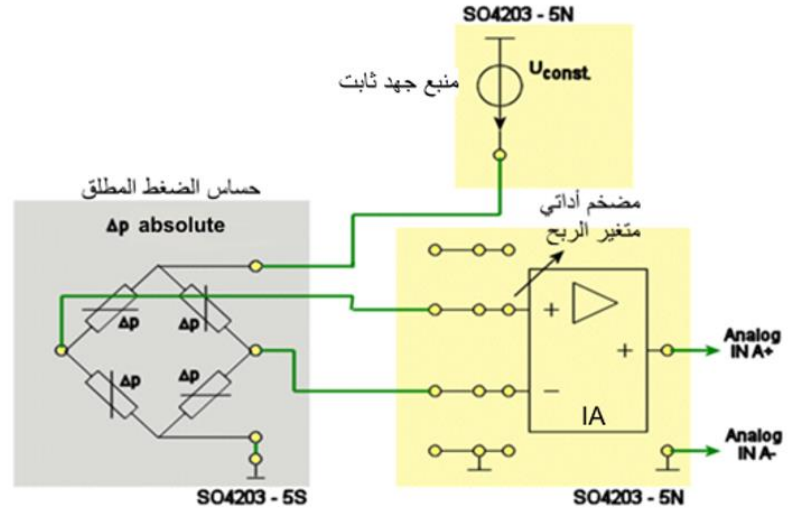 SO4203 - 5N
Uconst.
منبع جهد ثابت
حساس الضغط المطلق
Δp absolute
مضخم أداتي
متغير الربح
Δp
Δp
Δp
Δp
+
−
+
IA
Analog
IN A+
Analog
IN A-
SO4203 - 5S
SO4203 - 5N